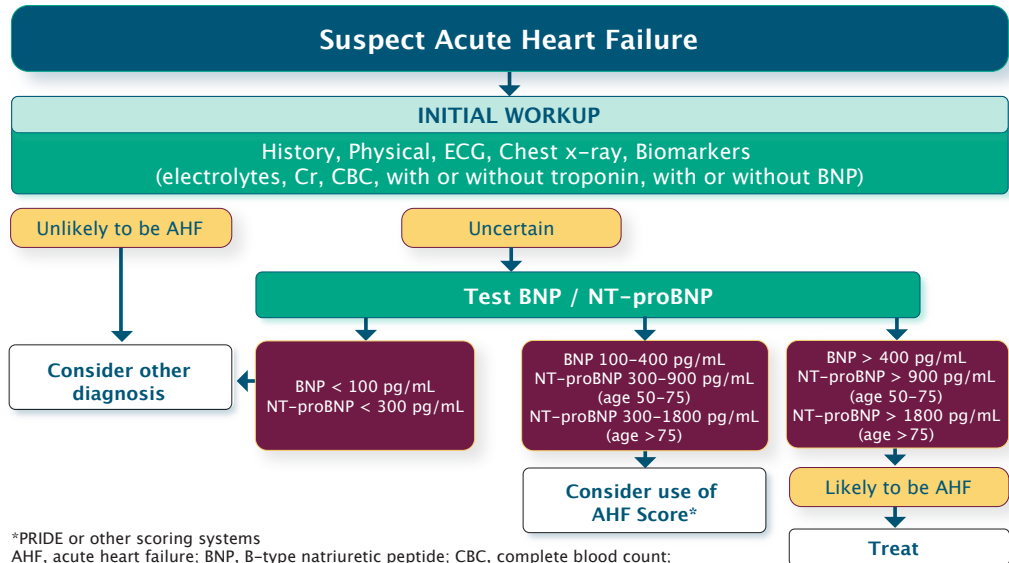 Suspect Acute Heart Failure
INITIAL WORKUP
History, Physical, ECG, Chest x-ray, Biomarkers
(electrolytes, Cr, CBC, with or without troponin, with or without BNP)
Unlikely to be AHF
Uncertain
Test BNP / NT-proBNP
Consider other
diagnosis
BNP < 100 pg/mL
NT-proBNP < 300 pg/mL
BNP 100-400 pg/mL
NT-proBNP 300-900 pg/mL
(age 50-75)
NT-proBNP 300-1800 pg/mL
(age >75)
BNP > 400 pg/mL
NT-proBNP > 900 pg/mL
(age 50-75)
NT-proBNP > 1800 pg/mL
(age >75)
Consider use of
AHF Score*
Likely to be AHF
Treat
*PRIDE or other scoring systems
AHF, acute heart failure; BNP, B-type natriuretic peptide; CBC, complete blood count;